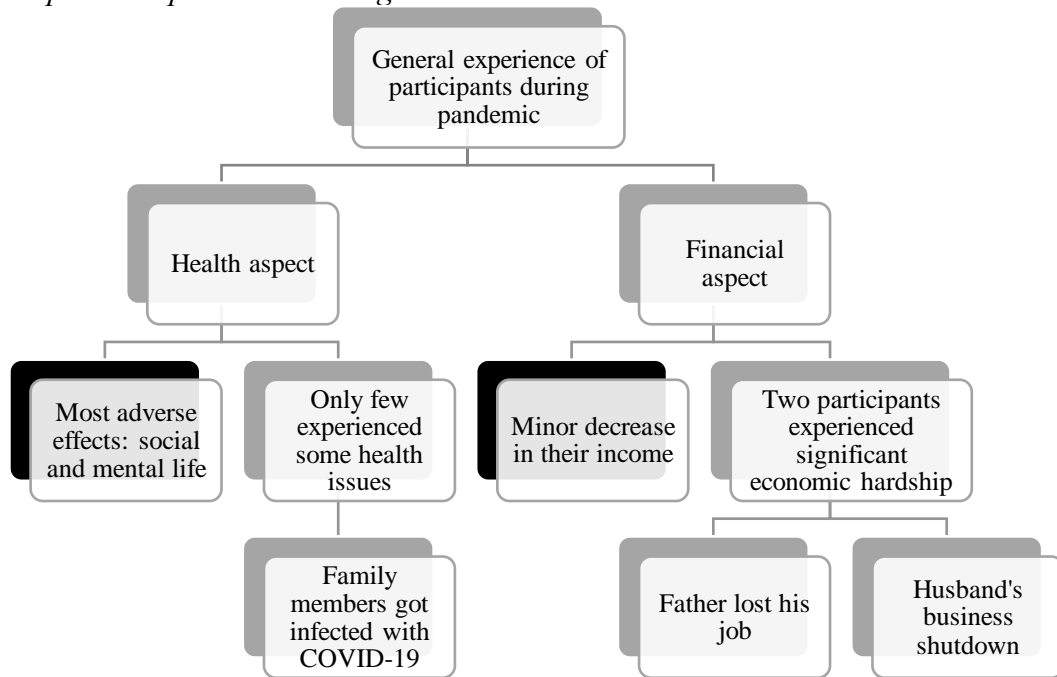 General experience of
participants during
pandemic
Health aspect
Financial
aspect
Most adverse
effects: social
and mental life
Only few
experienced
some health
issues
Minor decrease
in their income
Two participants
experienced
significant
economic hardship
Family
members got
infected with
COVID-19
Father lost his
job
Husband's
business
shutdown